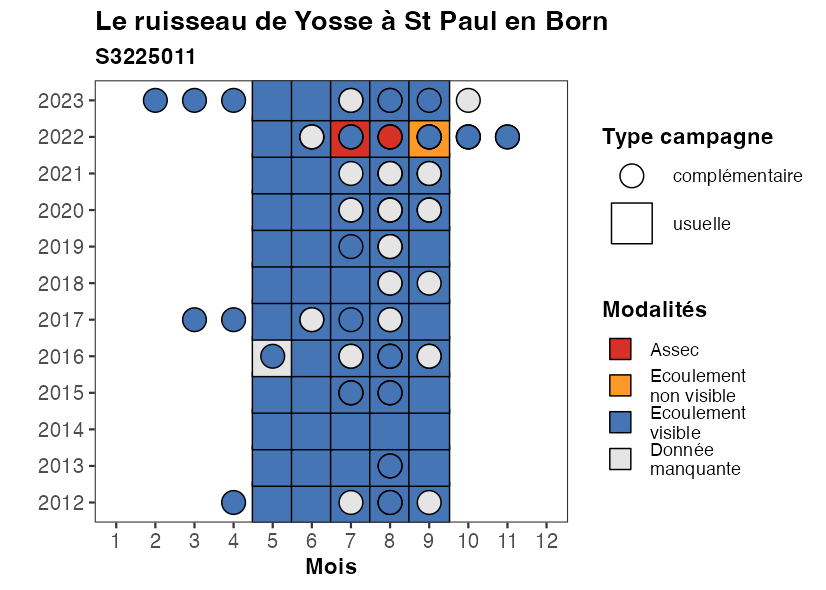 Le ruisseau de Yosse à St Paul en Born
S3225011
2023
2022
2021
2020
2019
2018
2017
2016
2015
2014
2013
2012
1 2 3 4 5 6 7 8 9 10 11 12
Mois
Type campagne
complémentaire
usuelle
Modalités
Assec
Ecoulement
non visible
Ecoulement
visible
Donnée
manquante